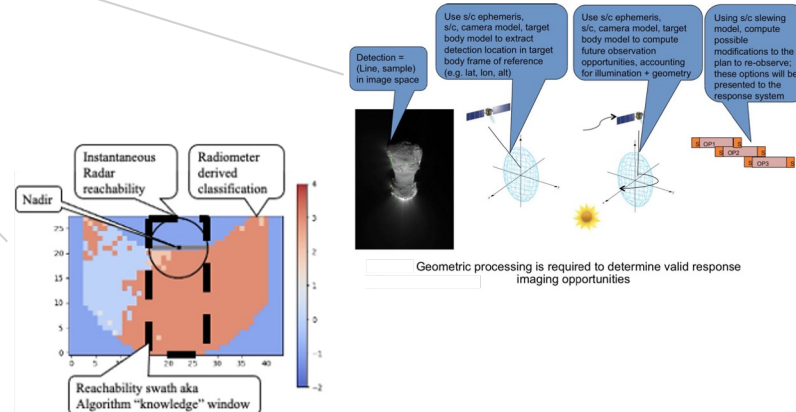 Detection =
(Line, sample)
in image space
Use s/c ephemeris,
s/c, camera model, target
body model to extract
detection location in target
body frame of reference
(e.g. lat, lon, alt)
Use s/c ephemeris,
s/c, camera model, target
body model to compute
future observation
opportunities, accounting
for illumination + geometry
Using s/c slewing
model, compute
possible
modifications to the
plan to re-observe;
these options will be
presented to the
response system
S OP1 S
S OP2 S
S OP3 S
Geometric processing is required to determine valid response
imaging opportunities
Instantaneous
Radar
reachability
Radiometer
derived
classification
Nadir
25
20
15
10
5
0
0 5 10 15 20 25 30 35 40
4
3
2
1
0
−1
−2
Reachability swath aka
Algorithm “knowledge” window